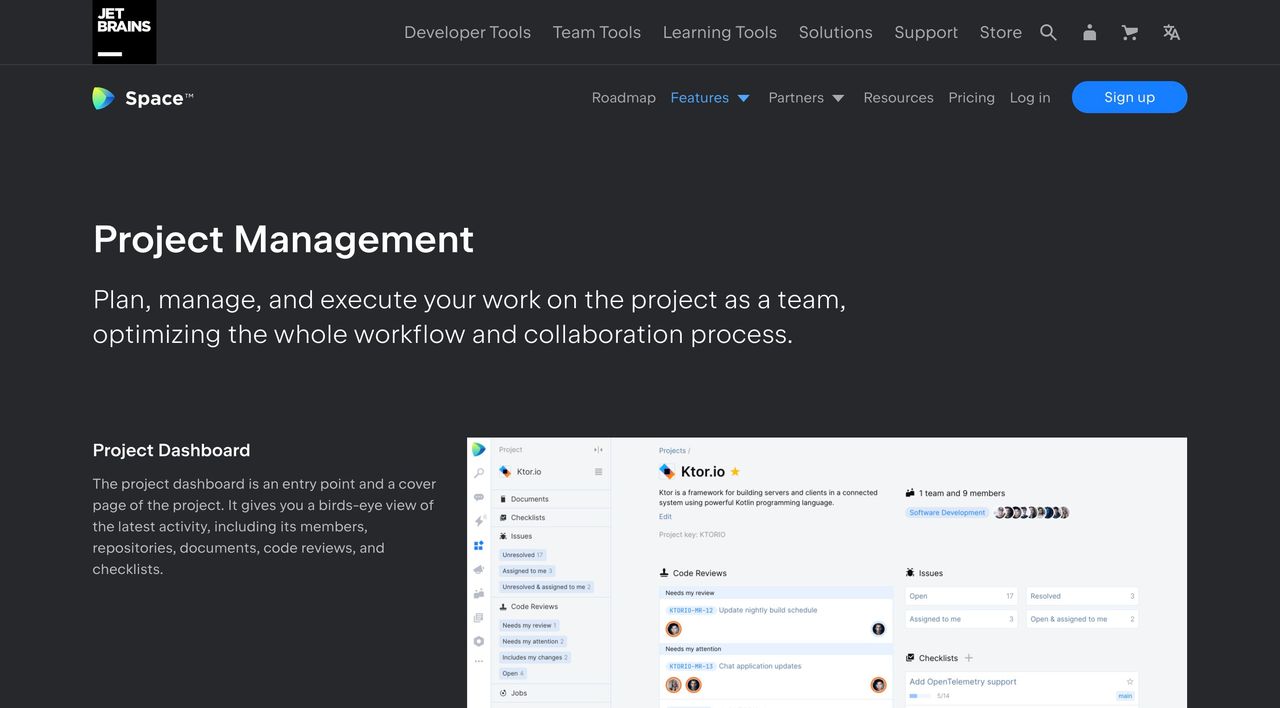 JET
BRAINS
Developer Tools Team Tools Learning Tools Solutions Support Store
Space™
Roadmap Features Partners Resources Pricing Log in Sign up
Project Management
Plan, manage, and execute your work on the project as a team,
optimizing the whole workflow and collaboration process.
Project Dashboard
The project dashboard is an entry point and a cover
page of the project. It gives you a birds-eye view of
the latest activity, including its members,
repositories, documents, code reviews, and
checklists.
Project
Ktor.io
Documents
Checklists
Issues
Unresolved 17
Assigned to me 3
Unresolved & assigned to me 2
Code Reviews
Needs my review 1
Needs my attention 2
Includes my changes 2
Open 4
Jobs
Projects /
Ktor.io
Ktor is a framework for building servers and clients in a connected
system using powerful Kotlin programming language.
Edit
Project key: KTORIO
1 team and 9 members
Software Development
Code Reviews
Needs my review
KTORIO-MR-12 Update nightly build schedule
Needs my attention
KTORIO-MR-13 Chat application updates
Issues
Open 17
Resolved 3
Assigned to me 3
Open & assigned to me 2
Checklists
Add OpenTelemetry support
5/14
main